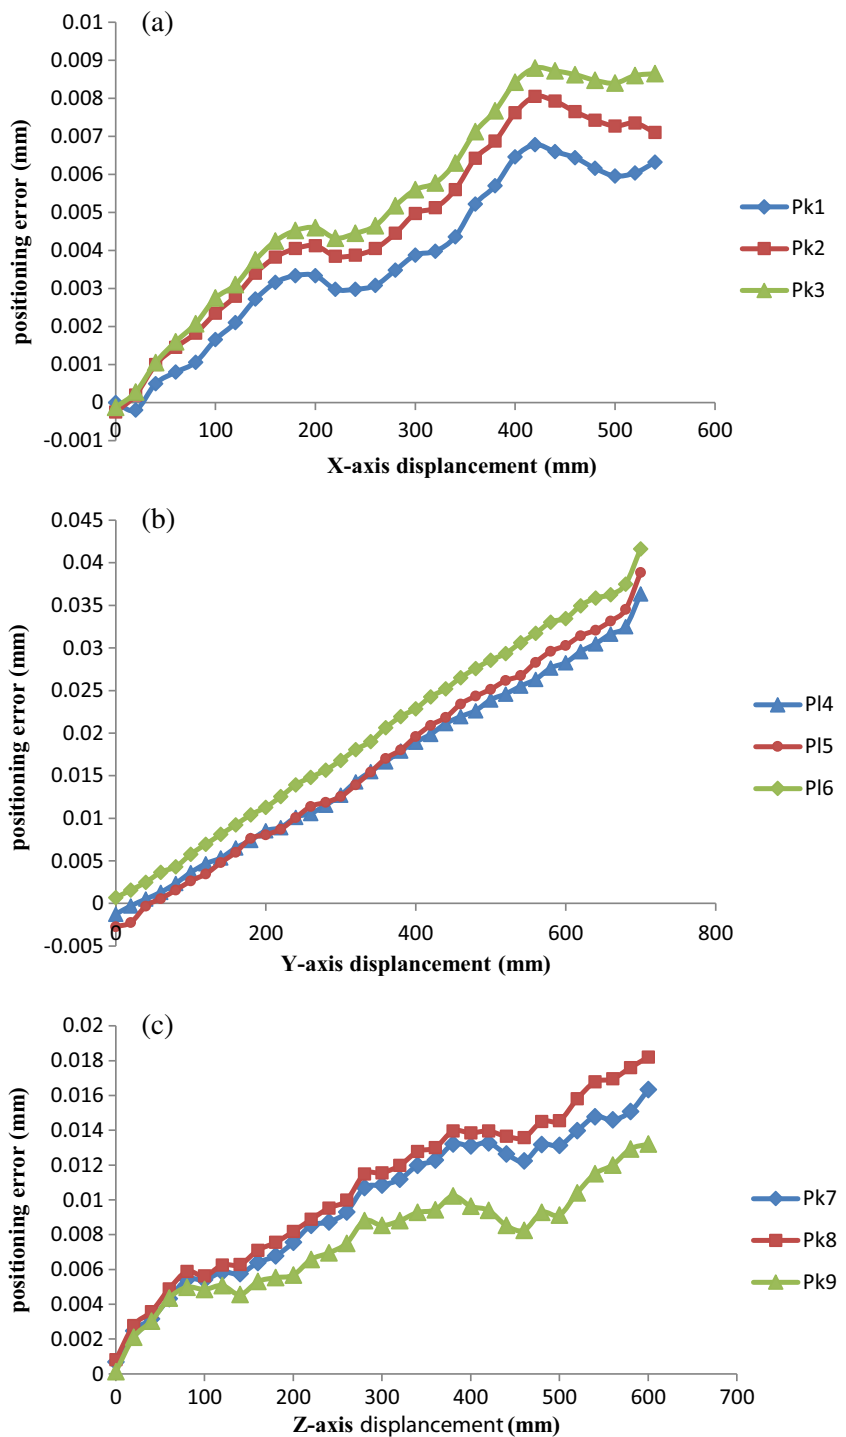 (a)
0.01
0.009
0.008
0.007
0.006
0.005
0.004
0.003
0.002
0.001
0
-0.001
positioning error (mm)
0 100 200 300 400 500 600
X-axis displancement (mm)
Pk1
Pk2
Pk3
(b)
0.045
0.04
0.035
0.03
0.025
0.02
0.015
0.01
0.005
0
-0.005
positioning error (mm)
0 200 400 600 800
Y-axis displancement (mm)
Pl4
Pl5
Pl6
(c)
0.02
0.018
0.016
0.014
0.012
0.01
0.008
0.006
0.004
0.002
0
positioning error (mm)
0 100 200 300 400 500 600 700
Z-axis displancement (mm)
Pk7
Pk8
Pk9